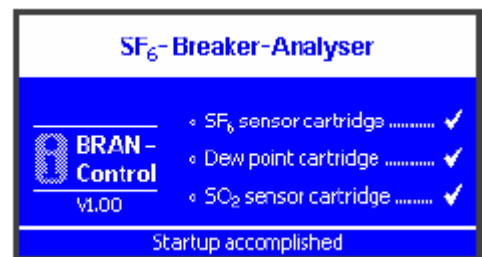 SF₆-Breaker-Analyser
BRAN-
Control
V1.00
◦ SF₆ sensor cartridge .......... ✓
◦ Dew point cartridge ......... ✓
◦ SO₂ sensor cartridge ........ ✓
Startup accomplished